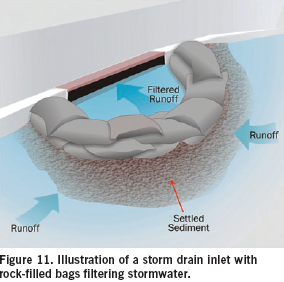 Filtered
Runoff
Runoff
Settled
Sediment
Runoff
Figure 11. Illustration of a storm drain inlet with
rock-filled bags filtering stormwater.